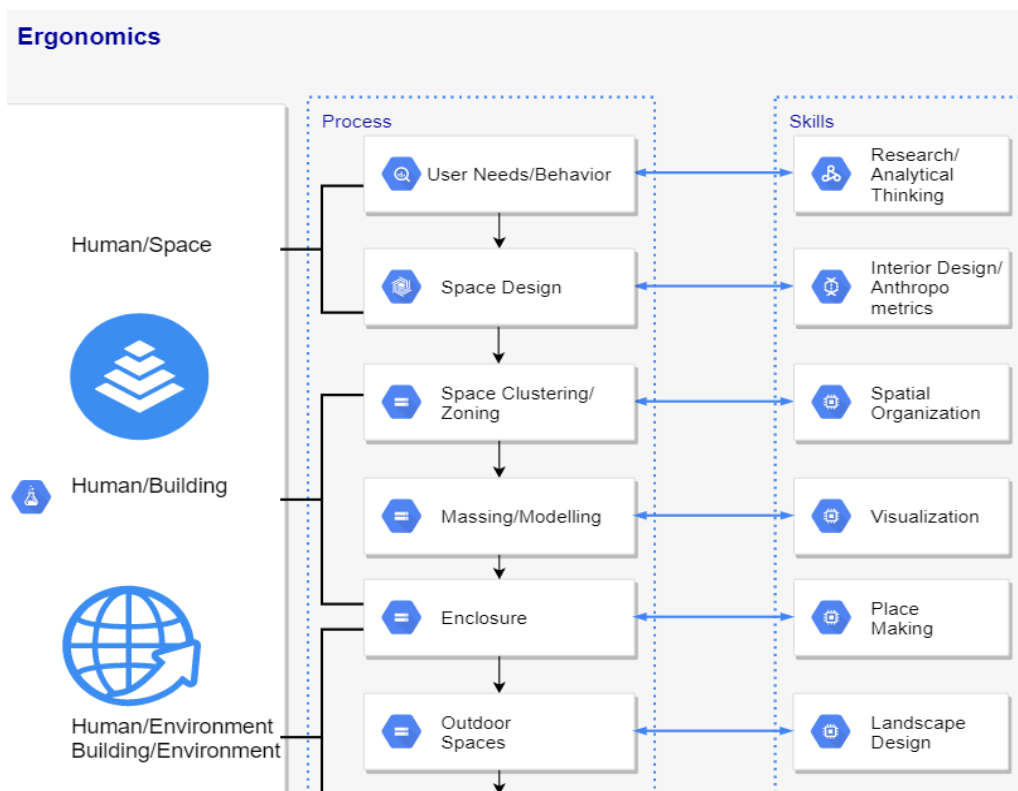 Ergonomics
Process
Skills
User Needs/Behavior
Research/
Analytical
Thinking
Human/Space
Space Design
Interior Design/
Anthropo
metrics
Space Clustering/
Zoning
Spatial
Organization
Human/Building
Massing/Modelling
Visualization
Enclosure
Place
Making
Human/Environment
Building/Environment
Outdoor
Spaces
Landscape
Design